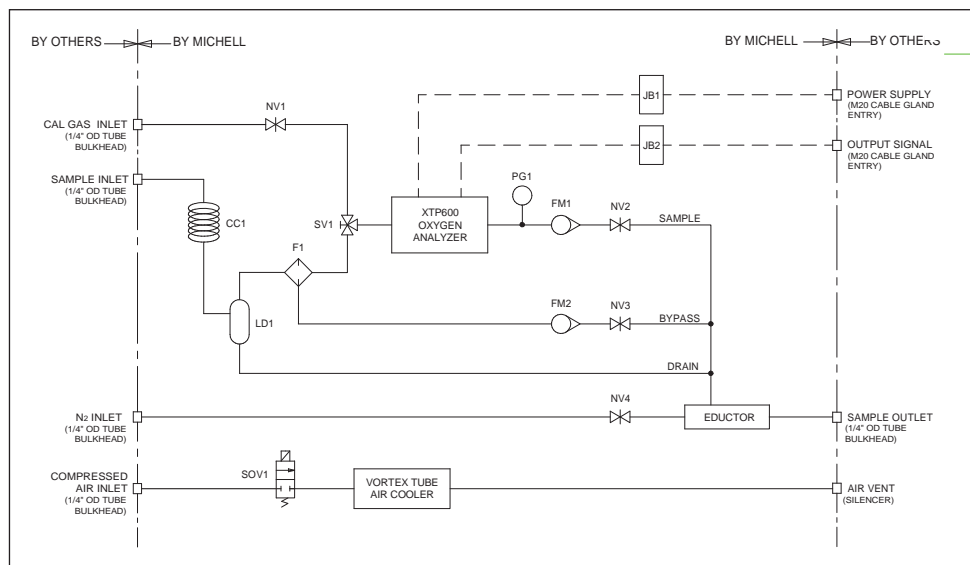 BY OTHERS
BY MICHELL
BY MICHELL
BY OTHERS
JB1
POWER SUPPLY
(M20 CABLE GLAND
ENTRY)
NV1
CAL GAS INLET
(1/4" OD TUBE
BULKHEAD)
JB2
OUTPUT SIGNAL
(M20 CABLE GLAND
ENTRY)
SAMPLE INLET
(1/4" OD TUBE
BULKHEAD)
PG1
CC1
SV1
XTP600
OXYGEN
ANALYZER
FM1
NV2
SAMPLE
F1
LD1
FM2
NV3
BYPASS
DRAIN
NV4
N2 INLET
(1/4" OD TUBE
BULKHEAD)
EDUCTOR
SAMPLE OUTLET
(1/4" OD TUBE
BULKHEAD)
SOV1
COMPRESSED
AIR INLET
(1/4" OD TUBE
BULKHEAD)
VORTEX TUBE
AIR COOLER
AIR VENT
(SILENCER)